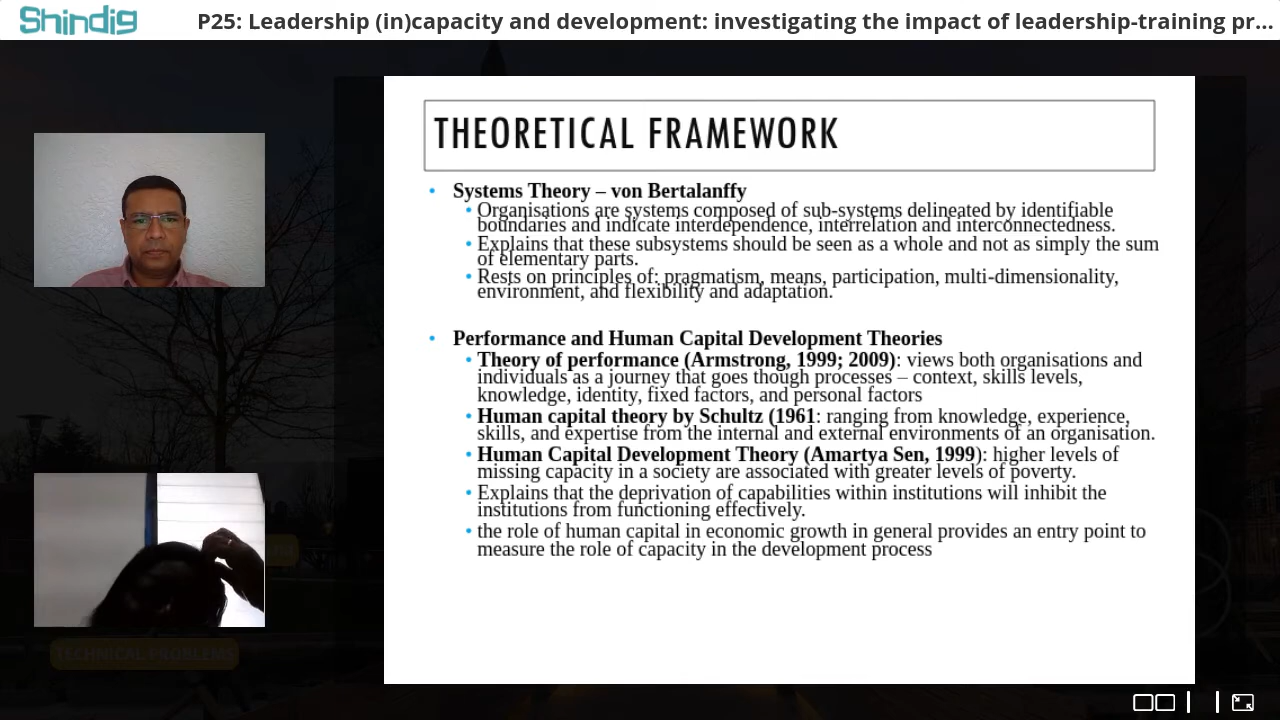 Shindig
P25: Leadership (in)capacity and development: investigating the impact of leadership-training pr...
THEORETICAL FRAMEWORK
• Systems Theory – von Bertalanffy
• Organisations are systems composed of sub-systems delineated by identifiable
boundaries and indicate interdependence, interrelation and interconnectedness.
• Explains that these subsystems should be seen as a whole and not as simply the sum
of elementary parts.
• Rests on principles of: pragmatism, means, participation, multi-dimensionality,
environment, and flexibility and adaptation.
• Performance and Human Capital Development Theories
• Theory of performance (Armstrong, 1999; 2009): views both organisations and
individuals as a journey that goes though processes – context, skills levels,
knowledge, identity, fixed factors, and personal factors
• Human capital theory by Schultz (1961: ranging from knowledge, experience,
skills, and expertise from the internal and external environments of an organisation.
• Human Capital Development Theory (Amartya Sen, 1999): higher levels of
missing capacity in a society are associated with greater levels of poverty.
• Explains that the deprivation of capabilities within institutions will inhibit the
institutions from functioning effectively.
• the role of human capital in economic growth in general provides an entry point to
measure the role of capacity in the development process
TECHNICAL PROBLEMS